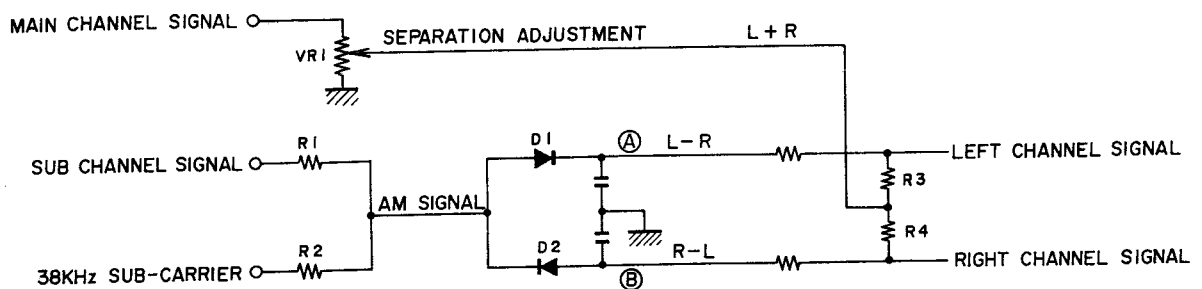 MAIN CHANNEL SIGNAL
VR1
SEPARATION ADJUSTMENT
L+R
SUB CHANNEL SIGNAL
R1
D1
A
L-R
LEFT CHANNEL SIGNAL
R3
AM SIGNAL
R4
38KHz SUB-CARRIER
R2
D2
B
R-L
RIGHT CHANNEL SIGNAL